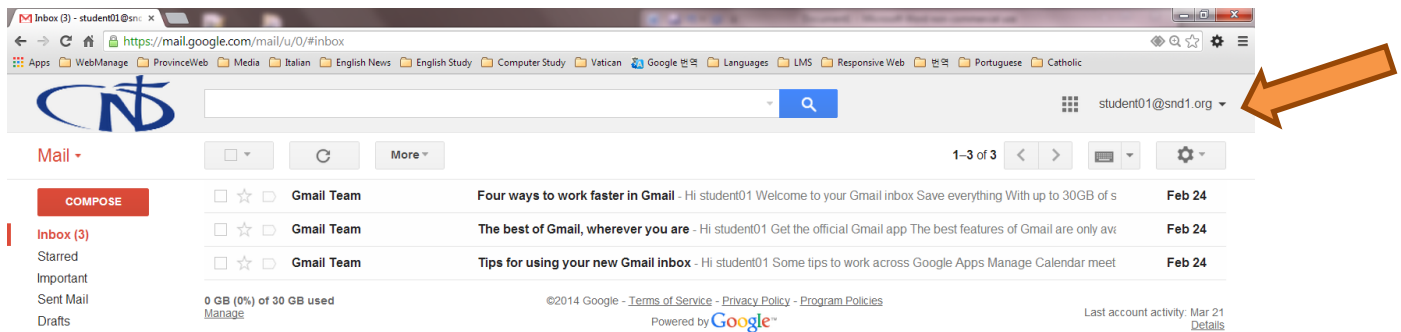 Inbox (3) - student01@snd
https://mail.google.com/mail/u/0/#inbox
Apps WebManage ProvinceWeb Media Italian English News English Study Computer Study Vatican Google 번역 Languages LMS Responsive Web 번역 Portuguese Catholic
student01@snd1.org
Mail More 1–3 of 3
COMPOSE
Gmail Team Four ways to work faster in Gmail - Hi student01 Welcome to your Gmail inbox Save everything With up to 30GB of s Feb 24
Inbox (3)
Gmail Team The best of Gmail, wherever you are - Hi student01 Get the official Gmail app The best features of Gmail are only ava Feb 24
Starred
Gmail Team Tips for using your new Gmail inbox - Hi student01 Some tips to work across Google Apps Manage Calendar meet Feb 24
Important
Sent Mail
0 GB (0%) of 30 GB used ©2014 Google - Terms of Service - Privacy Policy - Program Policies
Manage Powered by Google™ Last account activity: Mar 21
Drafts Details